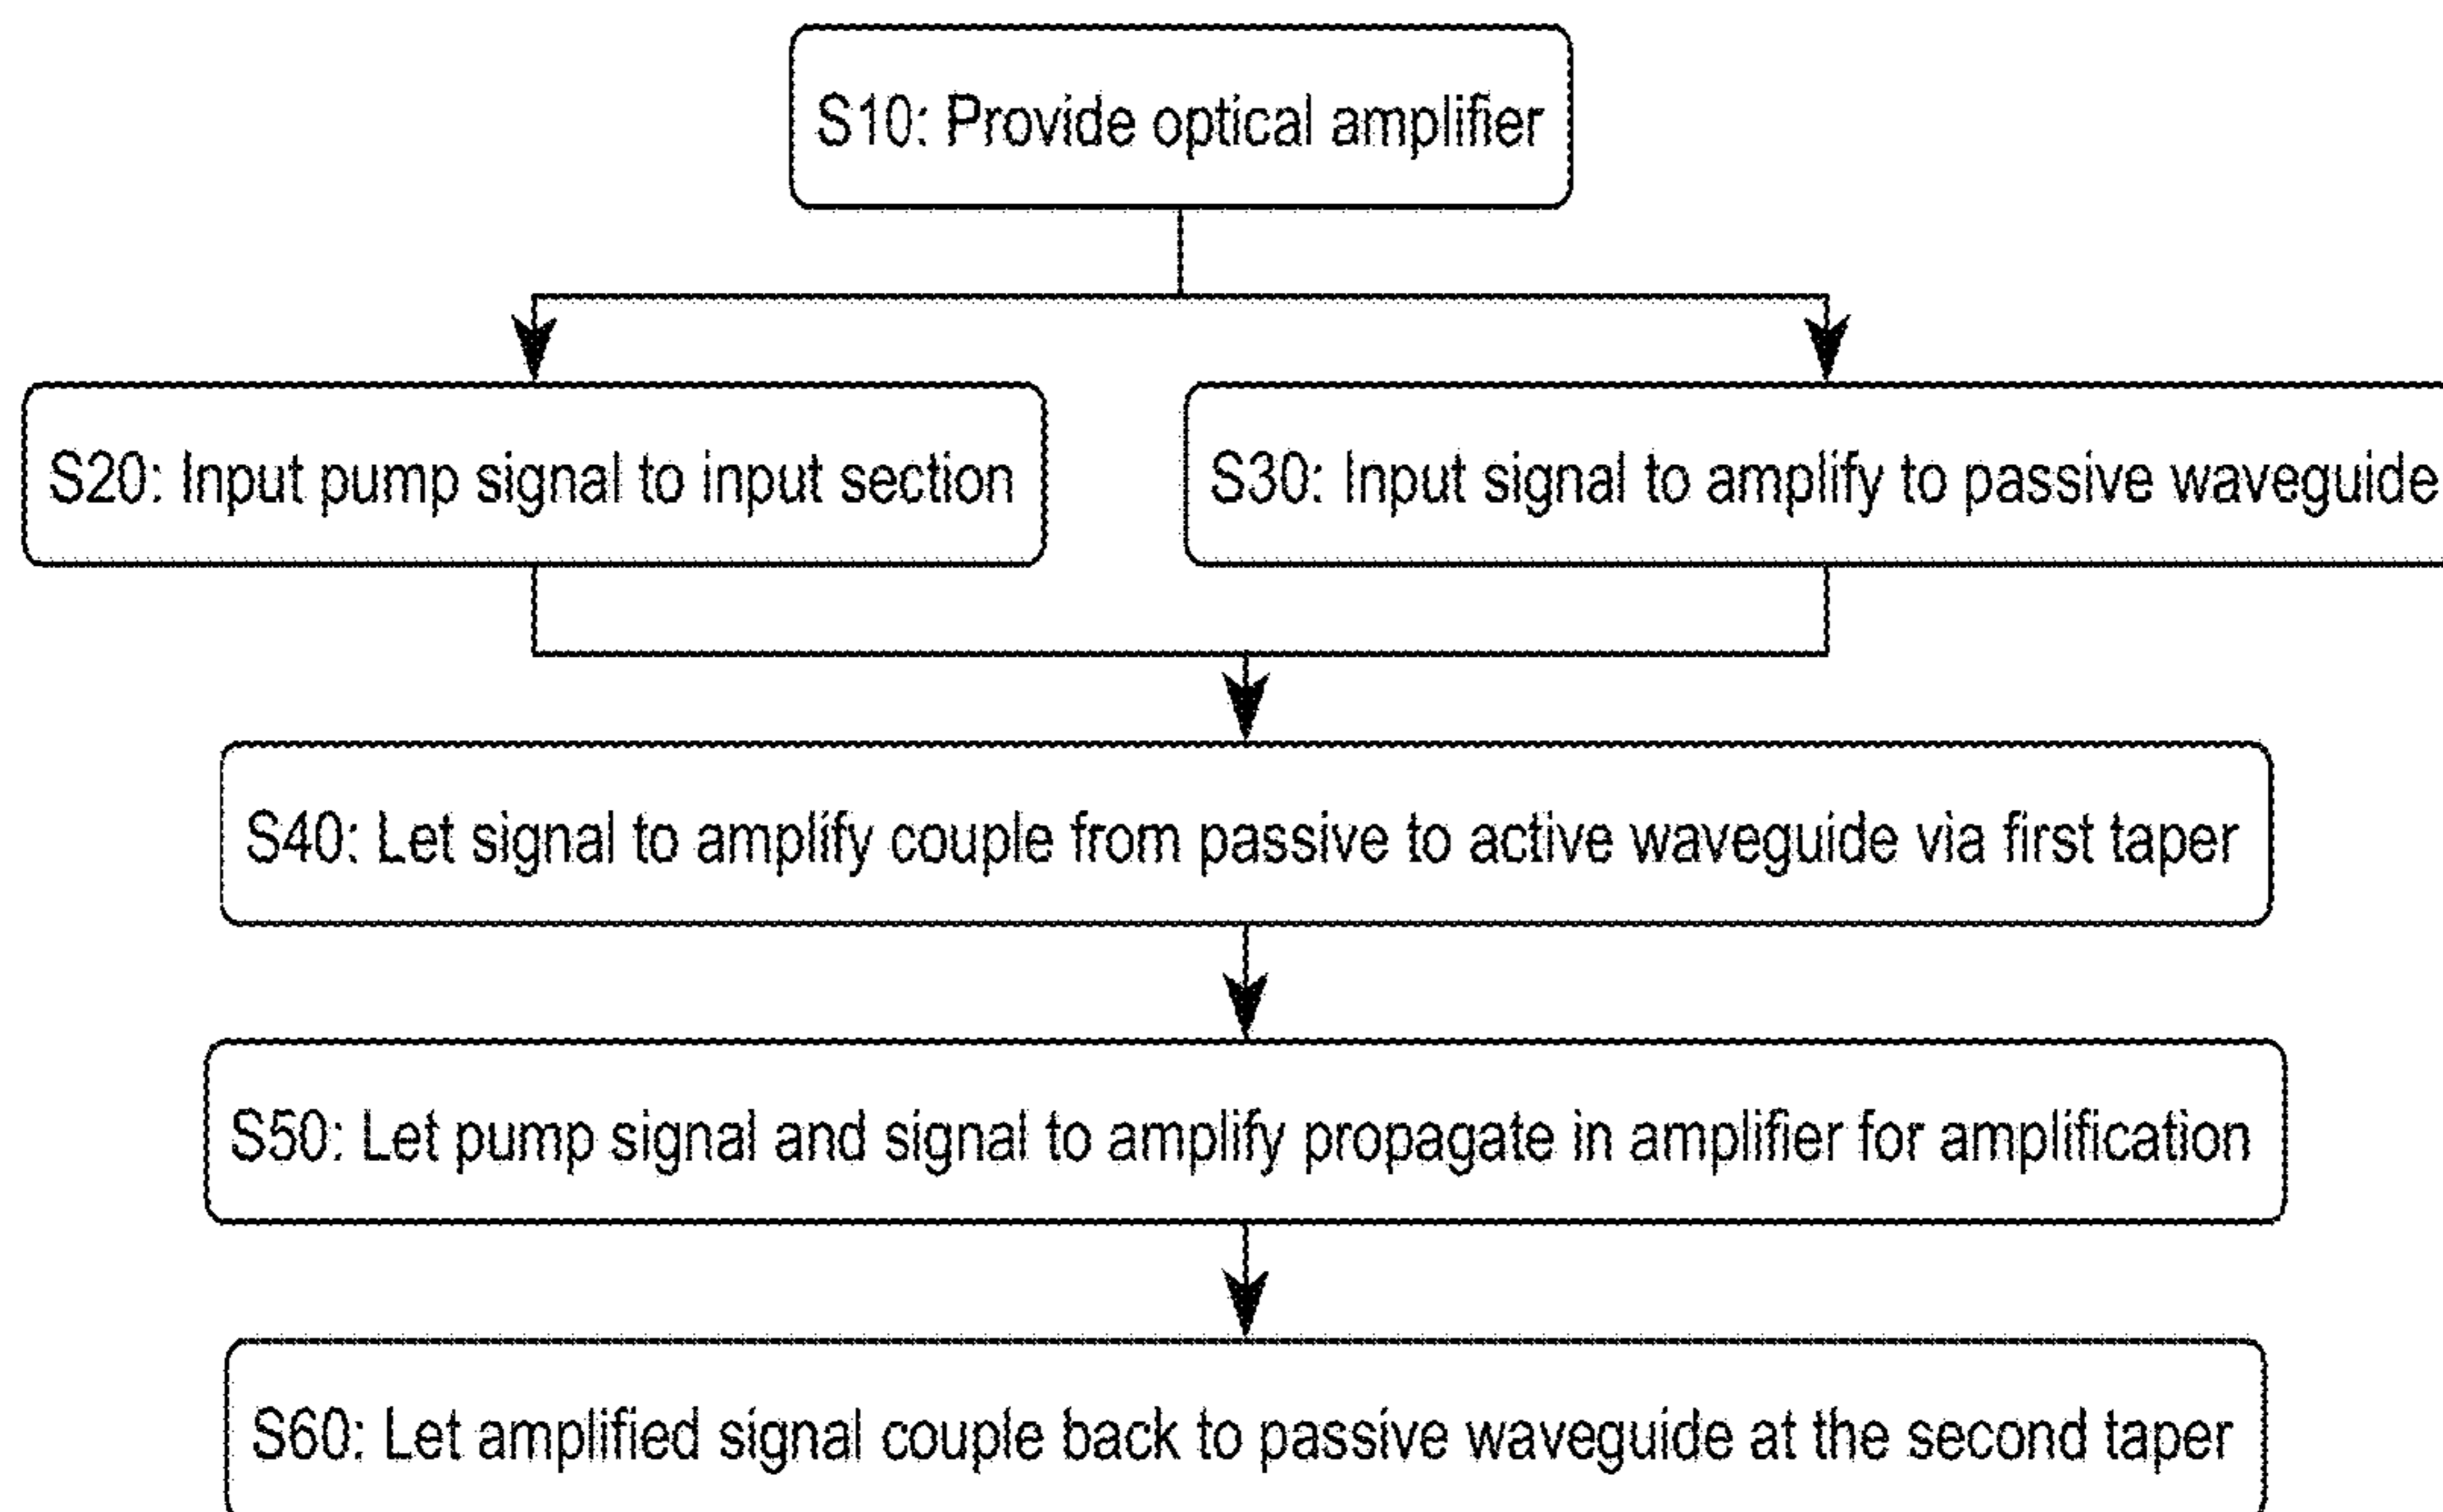 S10: Provide optical amplifier
S20: Input pump signal to input section
S30: Input signal to amplify to passive waveguide
S40: Let signal to amplify couple from passive to active waveguide via first taper
S50: Let pump signal and signal to amplify propagate in amplifier for amplification
S60: Let amplified signal couple back to passive waveguide at the second taper